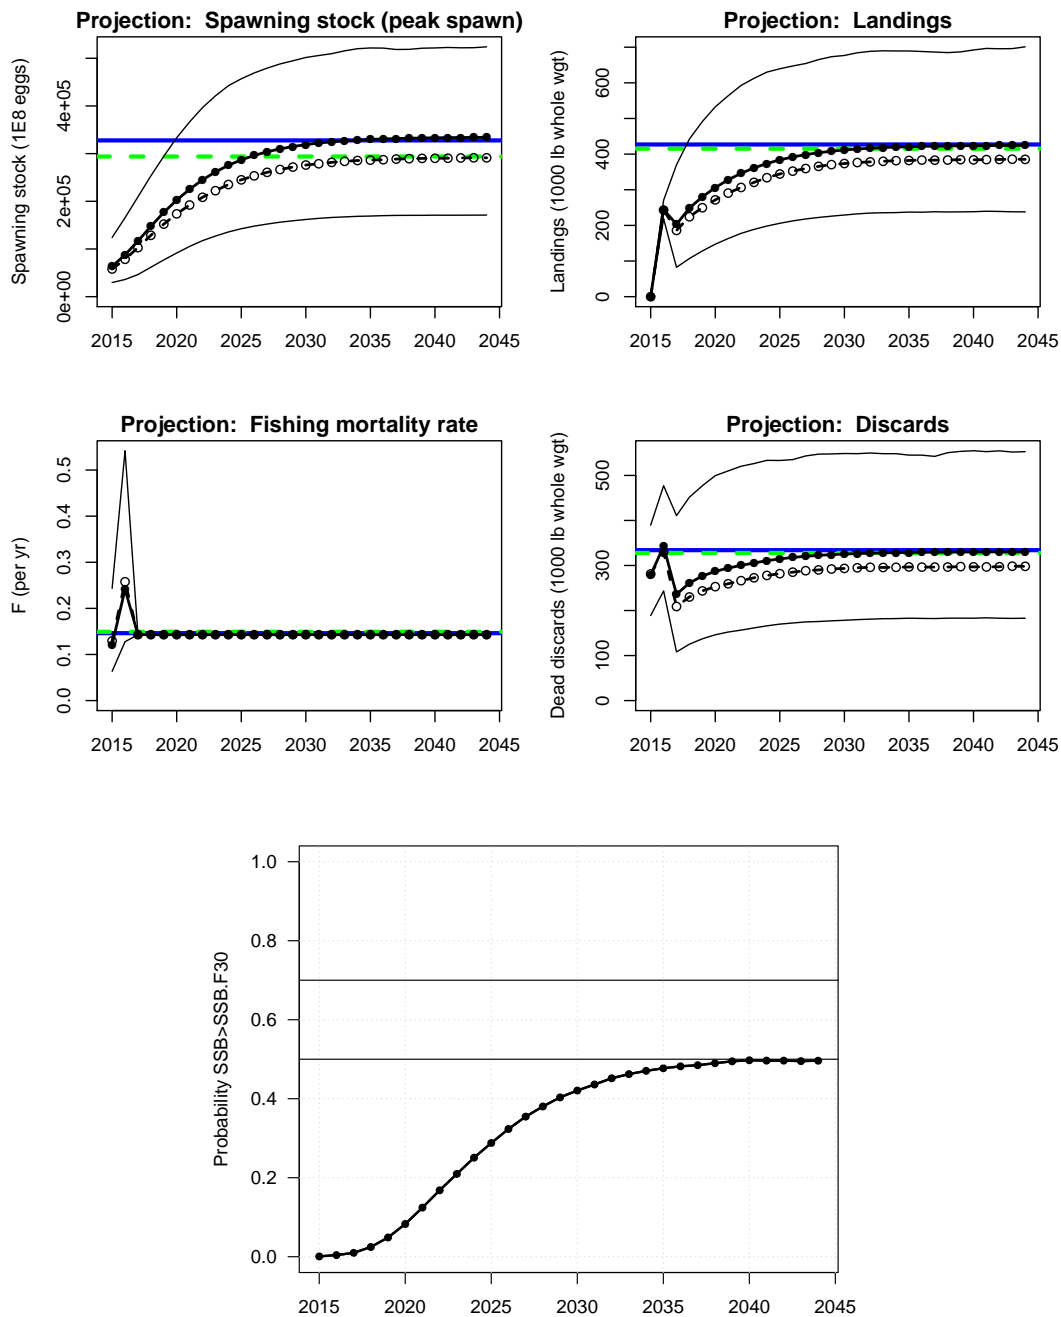 Projection:  Spawning stock (peak spawn)
Spawning stock (1E8 eggs)
0e+00 2e+05 4e+05
2015 2020 2025 2030 2035 2040 2045
Projection:  Landings
Landings (1000 lb whole wgt)
0 200 400 600
2015 2020 2025 2030 2035 2040 2045
Projection:  Fishing mortality rate
F (per yr)
0.0 0.1 0.2 0.3 0.4 0.5
2015 2020 2025 2030 2035 2040 2045
Projection:  Discards
Dead discards (1000 lb whole wgt)
0 100 300 500
2015 2020 2025 2030 2035 2040 2045
Probability SSB>SSB.F30
1.0
0.8
0.6
0.4
0.2
0.0
2015 2020 2025 2030 2035 2040 2045